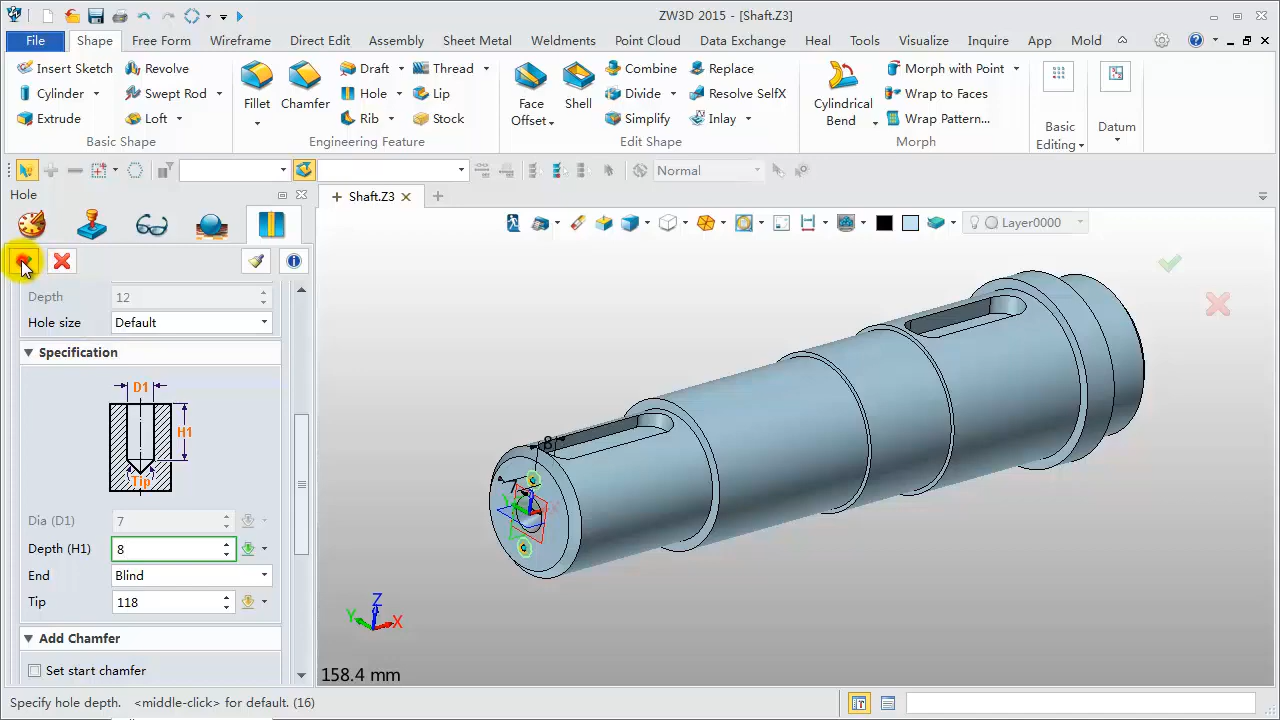 ZW3D 2015 - [Shaft.Z3]
File Shape Free Form Wireframe Direct Edit Assembly Sheet Metal Weldments Point Cloud Data Exchange Heal Tools Visualize Inquire App Mold
Insert Sketch Revolve Draft Thread Combine Replace Morph with Point
Cylinder Swept Rod Fillet Chamfer Hole Lip Face Shell Divide Resolve SelfX Cylindrical Wrap to Faces
Extrude Loft Rib Stock Offset Simplify Inlay Bend Wrap Pattern... Basic Datum
Basic Shape Engineering Feature Edit Shape Morph Editing
Normal
Hole Shaft.Z3
Layer0000
Depth 12
Hole size Default
Specification
D1
H1
Tip
Dia (D1) 7
Depth (H1) 8
End Blind
Tip 118
Add Chamfer
Set start chamfer
8
Z
Y X
158.4 mm
Specify hole depth. <middle-click> for default. (16)